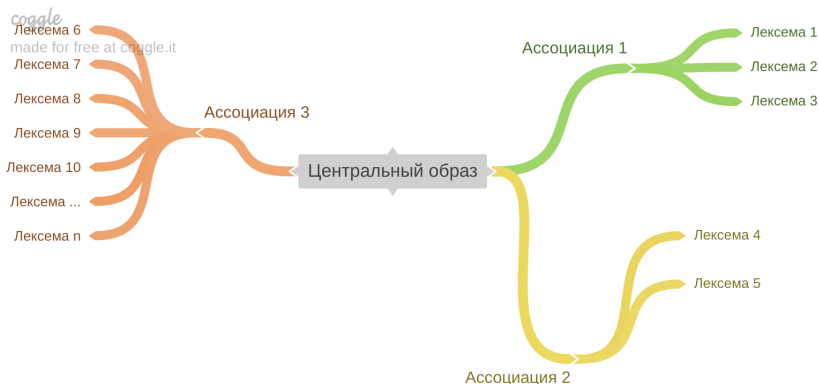 coggle
made for free at coggle.it
Лексема 6
Лексема 7
Лексема 8
Лексема 9
Лексема 10
Лексема ...
Лексема n
Ассоциация 3
Центральный образ
Ассоциация 1
Лексема 1
Лексема 2
Лексема 3
Ассоциация 2
Лексема 4
Лексема 5